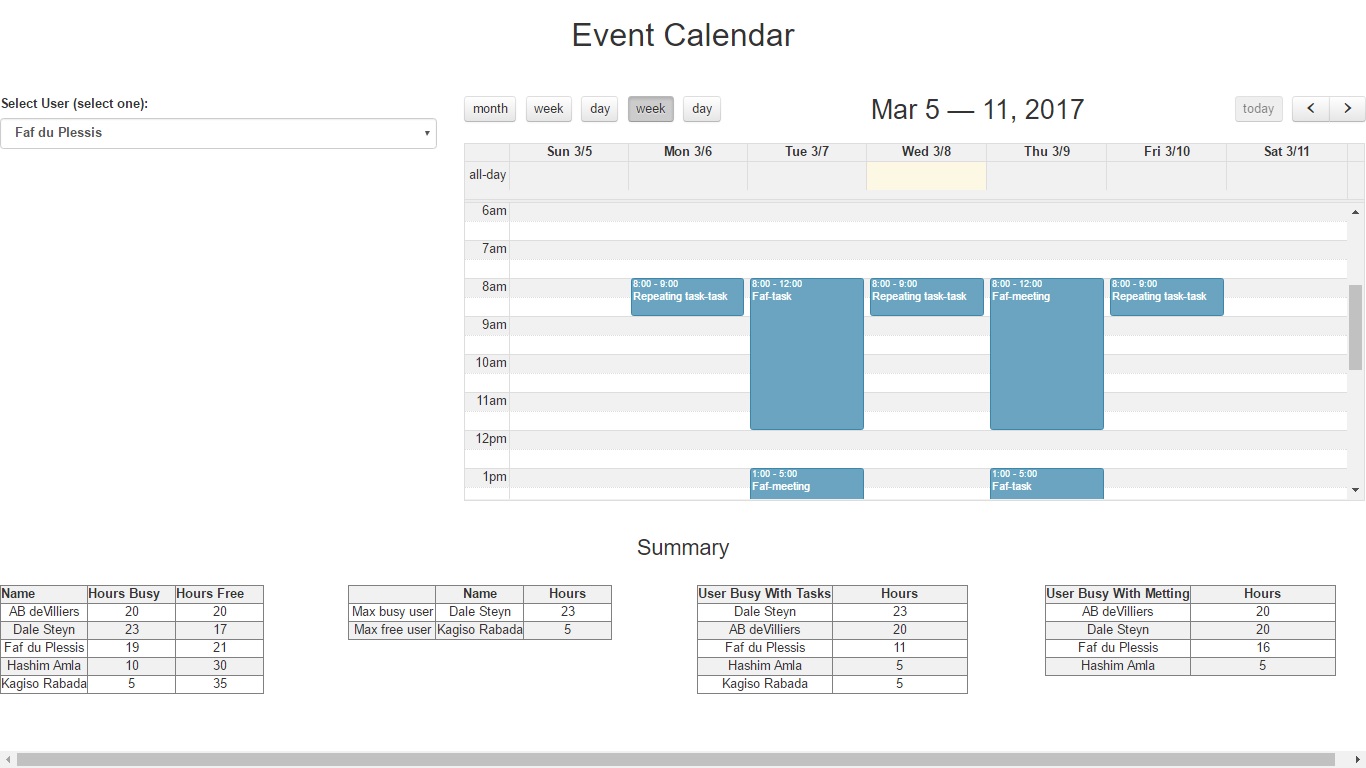 Event Calendar
Select User (select one):
Faf du Plessis
month week day week day
Mar 5 — 11, 2017
today
Sun 3/5 Mon 3/6 Tue 3/7 Wed 3/8 Thu 3/9 Fri 3/10 Sat 3/11
all-day
6am
7am
8am
8:00 - 9:00 8:00 - 12:00 8:00 - 9:00 8:00 - 12:00 8:00 - 9:00
Repeating task-task Faf-task Repeating task-task Faf-meeting Repeating task-task
9am
10am
11am
12pm
1pm
1:00 - 5:00 1:00 - 5:00
Faf-meeting Faf-task
Summary
Name Hours Busy Hours Free
AB deVilliers 20 20
Dale Steyn 23 17
Faf du Plessis 19 21
Hashim Amla 10 30
Kagiso Rabada 5 35
Name Hours
Max busy user Dale Steyn 23
Max free user Kagiso Rabada 5
User Busy With Tasks Hours
Dale Steyn 23
AB deVilliers 20
Faf du Plessis 11
Hashim Amla 5
Kagiso Rabada 5
User Busy With Metting Hours
AB deVilliers 20
Dale Steyn 20
Faf du Plessis 16
Hashim Amla 5